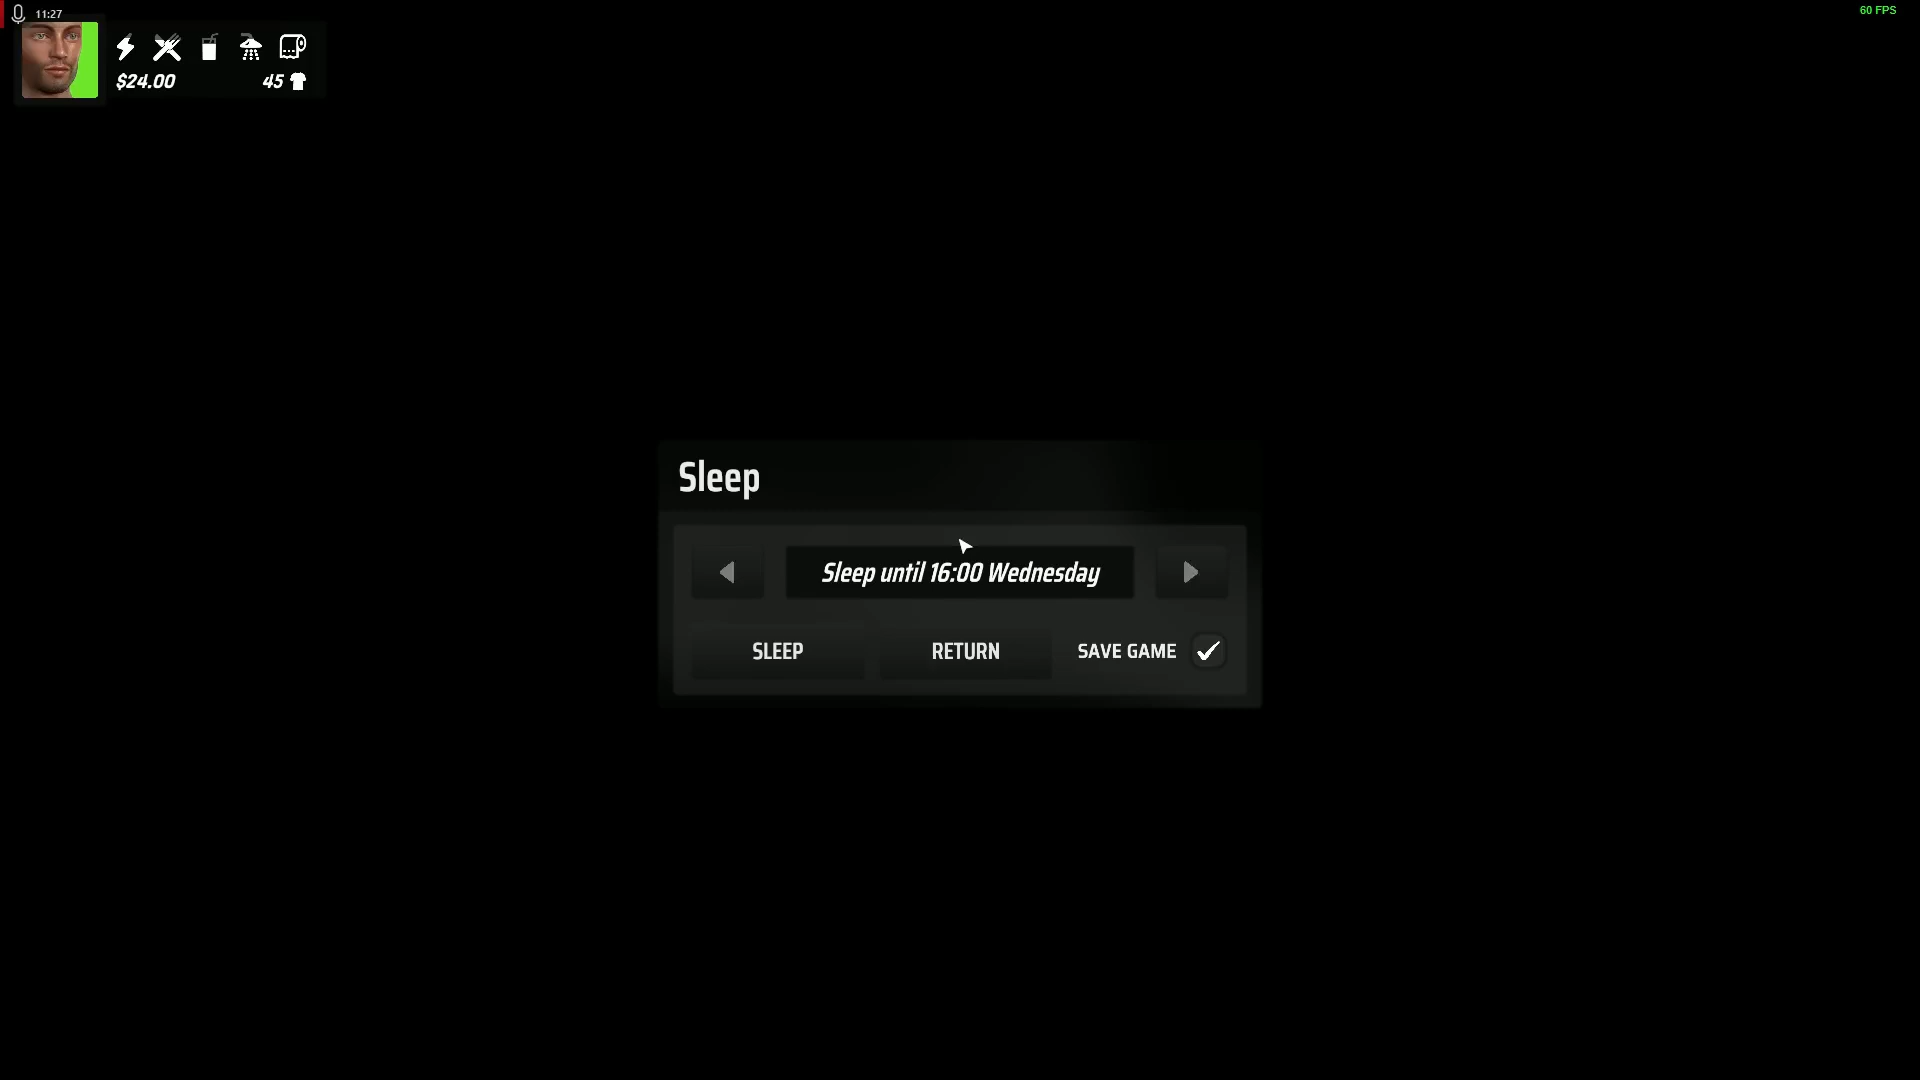 11:27
60 FPS
$24.00 45
Sleep
Sleep until 16:00 Wednesday
SLEEP RETURN SAVE GAME